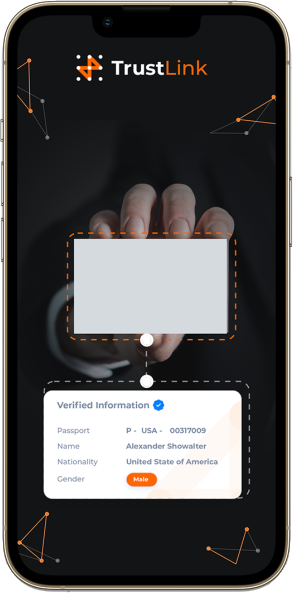 TrustLink
Verified Information
Passport P - USA - 00317009
Name Alexander Showalter
Nationality United State of America
Gender Male